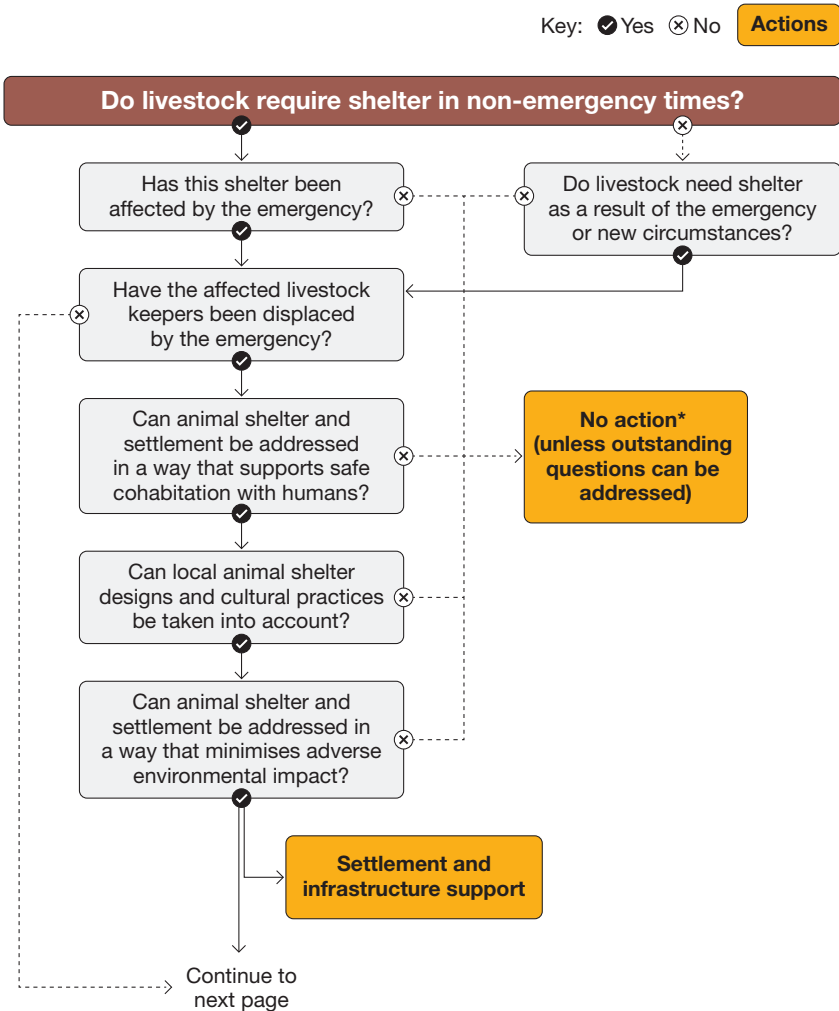 Key: Yes No Actions
Do livestock require shelter in non-emergency times?
Has this shelter been
affected by the emergency?
Do livestock need shelter
as a result of the emergency
or new circumstances?
Have the affected livestock
keepers been displaced
by the emergency?
Can animal shelter and
settlement be addressed
in a way that supports safe
cohabitation with humans?
No action*
(unless outstanding
questions can be
addressed)
Can local animal shelter
designs and cultural practices
be taken into account?
Can animal shelter and
settlement be addressed in
a way that minimises adverse
environmental impact?
Settlement and
infrastructure support
Continue to
next page